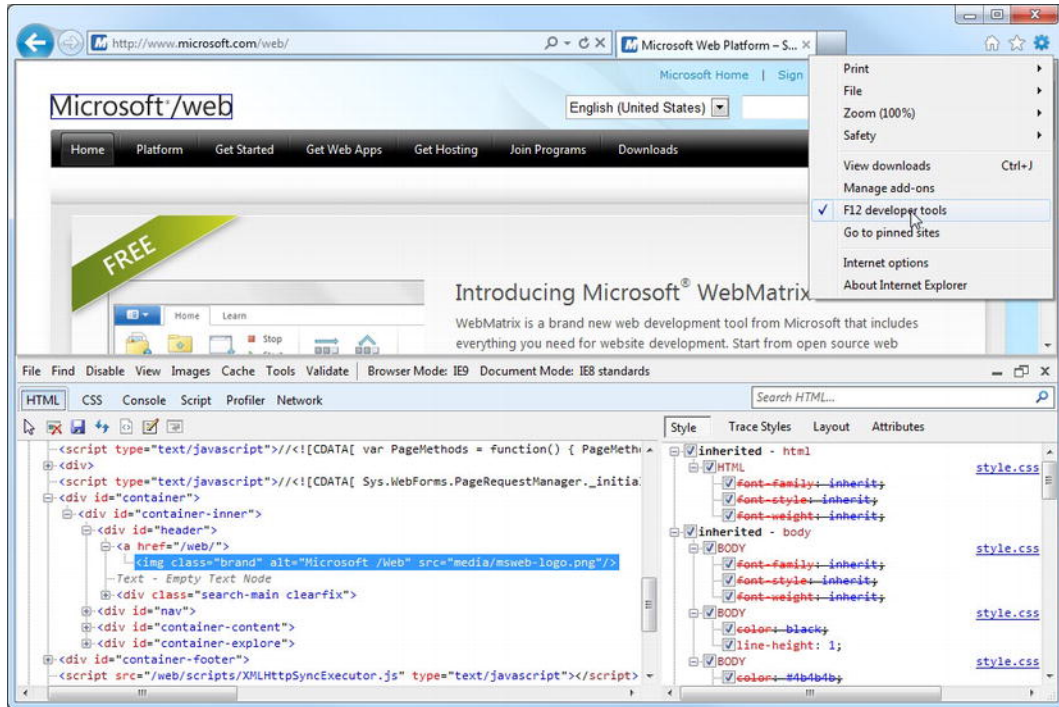 http://www.microsoft.com/web/
Microsoft Web Platform – S...
Microsoft Home | Sign
Microsoft /web
English (United States)
Home Platform Get Started Get Web Apps Get Hosting Join Programs Downloads
Print
File
Zoom (100%)
Safety
View downloads Ctrl+J
Manage add-ons
F12 developer tools
Go to pinned sites
Internet options
About Internet Explorer
FREE
Home Learn
Stop
Introducing Microsoft® WebMatrix
WebMatrix is a brand new web development tool from Microsoft that includes
everything you need for website development. Start from open source web
File Find Disable View Images Cache Tools Validate Browser Mode: IE9 Document Mode: IE8 standards
HTML CSS Console Script Profiler Network
Search HTML...
<script type="text/javascript">//<![CDATA[ var PageMethods = function() { PageMeth
<div>
<script type="text/javascript">//<![CDATA[ Sys.WebForms.PageRequestManager._initia
<div id="container">
<div id="container-inner">
<div id="header">
<a href="/web/">
<img class="brand" alt="Microsoft /Web" src="media/msweb-logo.png"/>
Text - Empty Text Node
<div class="search-main clearfix">
<div id="nav">
<div id="container-content">
<div id="container-explore">
<div id="container-footer">
<script src="/web/scripts/XMLHttpSyncExecutor.js" type="text/javascript"></script>
Style Trace Styles Layout Attributes
inherited - html
HTML style.css
font-family: inherit;
font-style: inherit;
font-weight: inherit;
inherited - body
BODY style.css
font-family: inherit;
font-style: inherit;
font-weight: inherit;
BODY style.css
color: black;
line-height: 1;
BODY style.css
color: #4b4b4b;